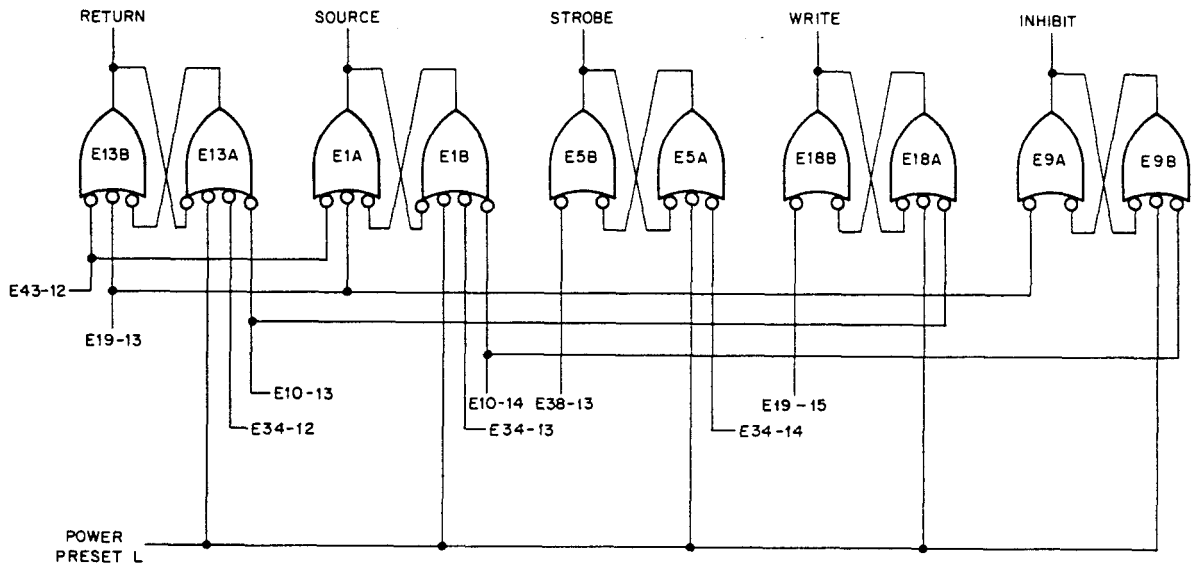 RETURN
SOURCE
STROBE
WRITE
INHIBIT
E13B
E13A
E1A
E1B
E5B
E5A
E18B
E18A
E9A
E9B
E43-12
E19-13
E10-13
E34-12
E10-14
E34-13
E38-13
E34-14
E19-15
POWER
PRESET L